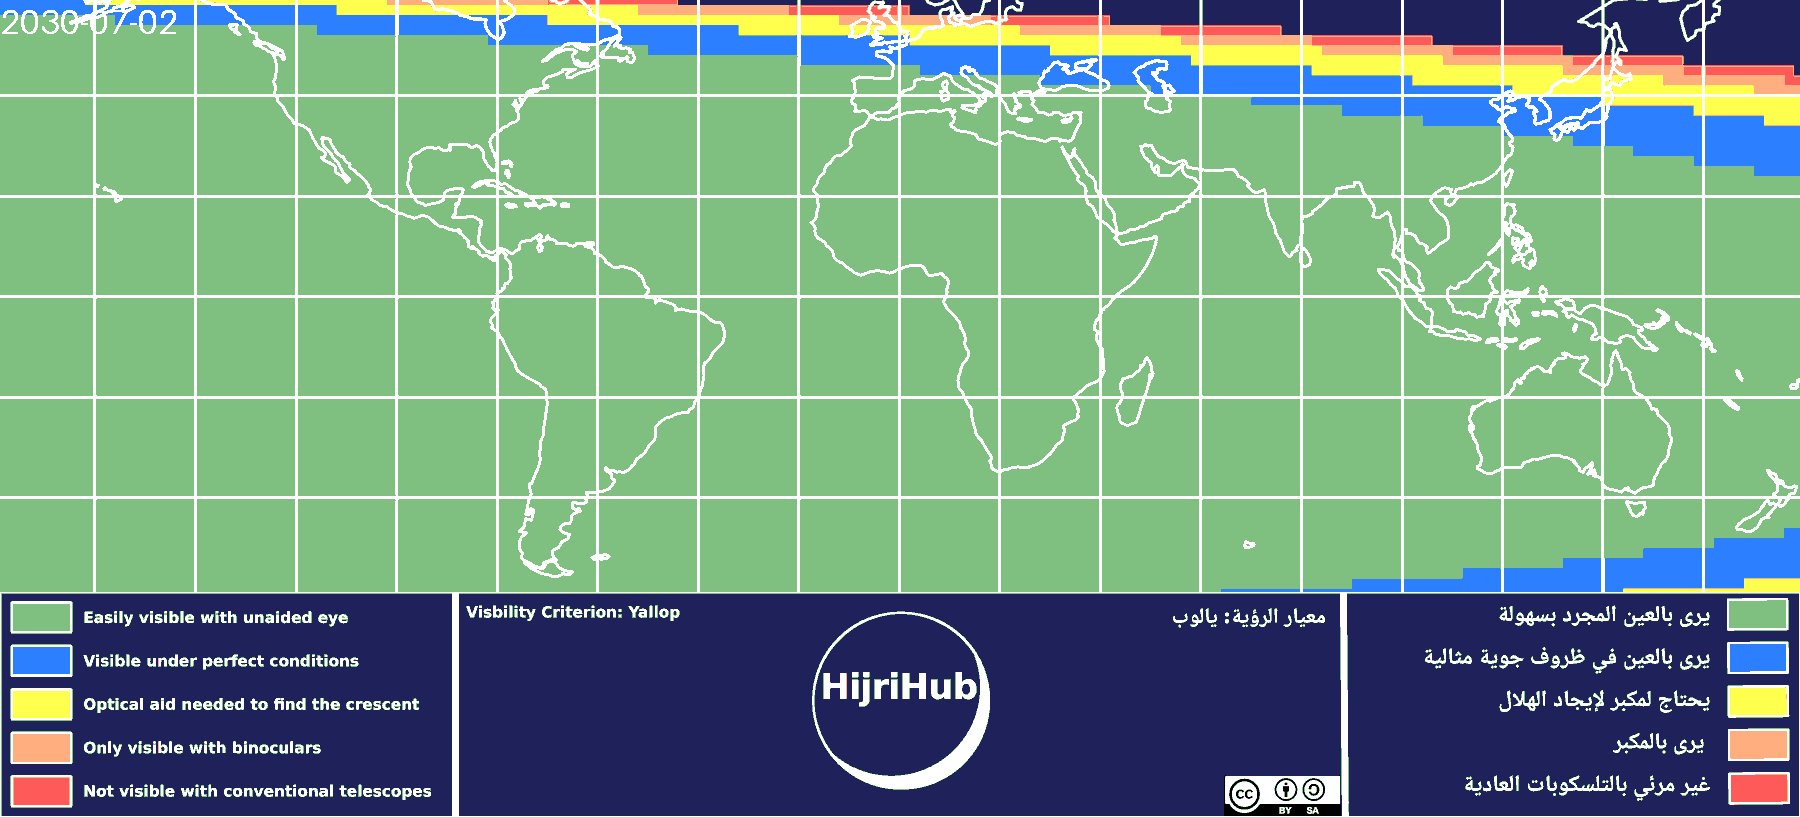 2030-07-02
Easily visible with unaided eye
Visible under perfect conditions
Optical aid needed to find the crescent
Only visible with binoculars
Not visible with conventional telescopes
Visbility Criterion: Yallop
معيار الرؤية: يالوب
HijriHub
cc
BY SA
يرى بالعين المجرد بسهولة
يرى بالعين في ظروف جوية مثالية
يحتاج لمكبر لإيجاد الهلال
يرى بالمكبر
غير مرئي بالتلسكوبات العادية